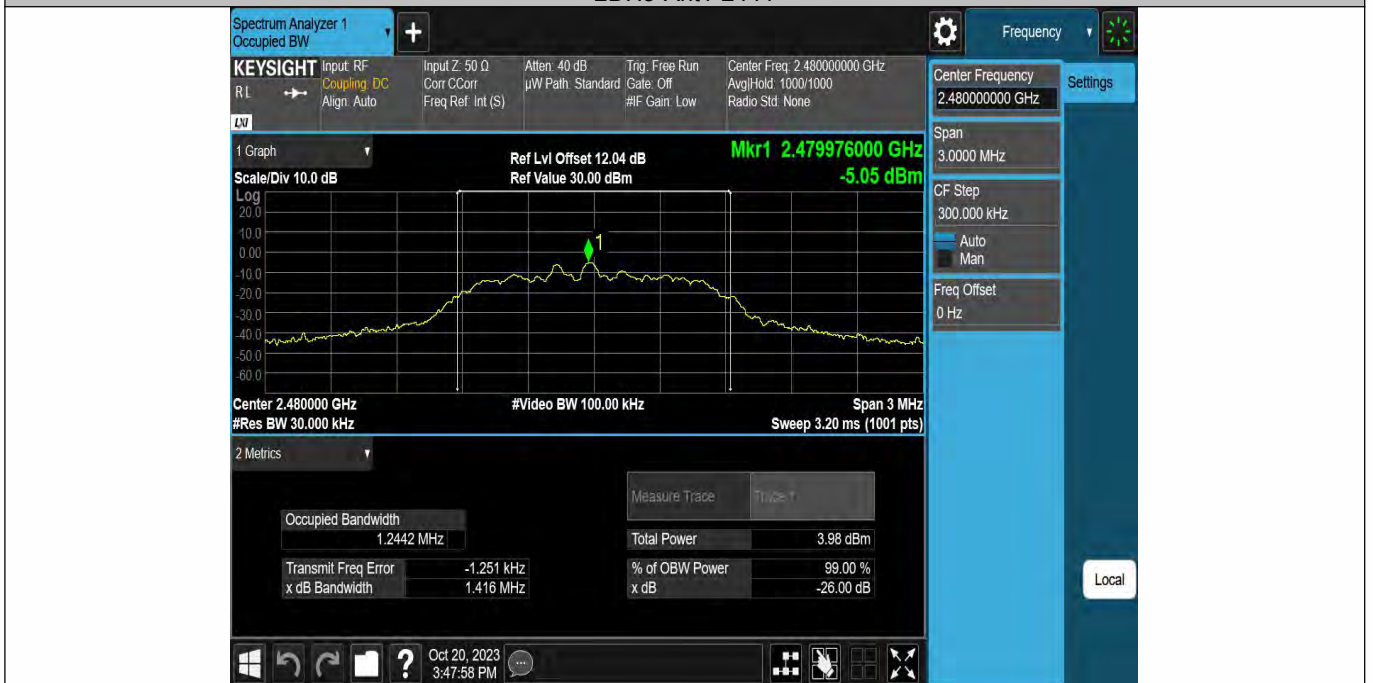 Spectrum Analyzer 1
Occupied BW
+
Frequency
KEYSIGHT
RL
LXI
Input: RF
Coupling: DC
Align: Auto
Input Z: 50 Ω
Corr CCorr
Freq Ref: Int (S)
Atten: 40 dB
µW Path: Standard
Trig: Free Run
Gate: Off
#IF Gain: Low
Center Freq: 2.480000000 GHz
Avg|Hold: 1000/1000
Radio Std: None
Center Frequency
2.480000000 GHz
Settings
Span
3.0000 MHz
CF Step
300.000 kHz
Auto
Man
Freq Offset
0 Hz
Local
1 Graph
Scale/Div 10.0 dB
Ref Lvl Offset 12.04 dB
Ref Value 30.00 dBm
Mkr1 2.479976000 GHz
-5.05 dBm
Log
20.0
10.0
0.00
-10.0
-20.0
-30.0
-40.0
-50.0
-60.0
1
Center 2.480000 GHz
#Video BW 100.00 kHz
Span 3 MHz
#Res BW 30.000 kHz
Sweep 3.20 ms (1001 pts)
2 Metrics
Measure Trace
Trace 1
Occupied Bandwidth
1.2442 MHz
Total Power 3.98 dBm
Transmit Freq Error -1.251 kHz
% of OBW Power 99.00 %
x dB Bandwidth 1.416 MHz
x dB -26.00 dB
?
Oct 20, 2023
3:47:58 PM